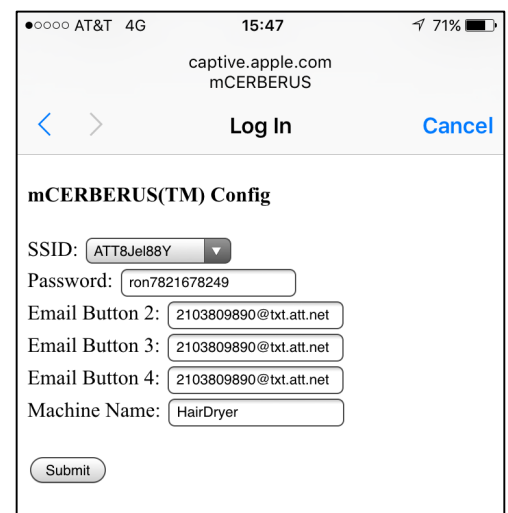 AT&T 4G 15:47 71%
captive.apple.com
mCERBERUS
Log In Cancel
mCERBERUS(TM) Config
SSID: ATT8Jel88Y
Password: ron7821678249
Email Button 2: 2103809890@txt.att.net
Email Button 3: 2103809890@txt.att.net
Email Button 4: 2103809890@txt.att.net
Machine Name: HairDryer
Submit